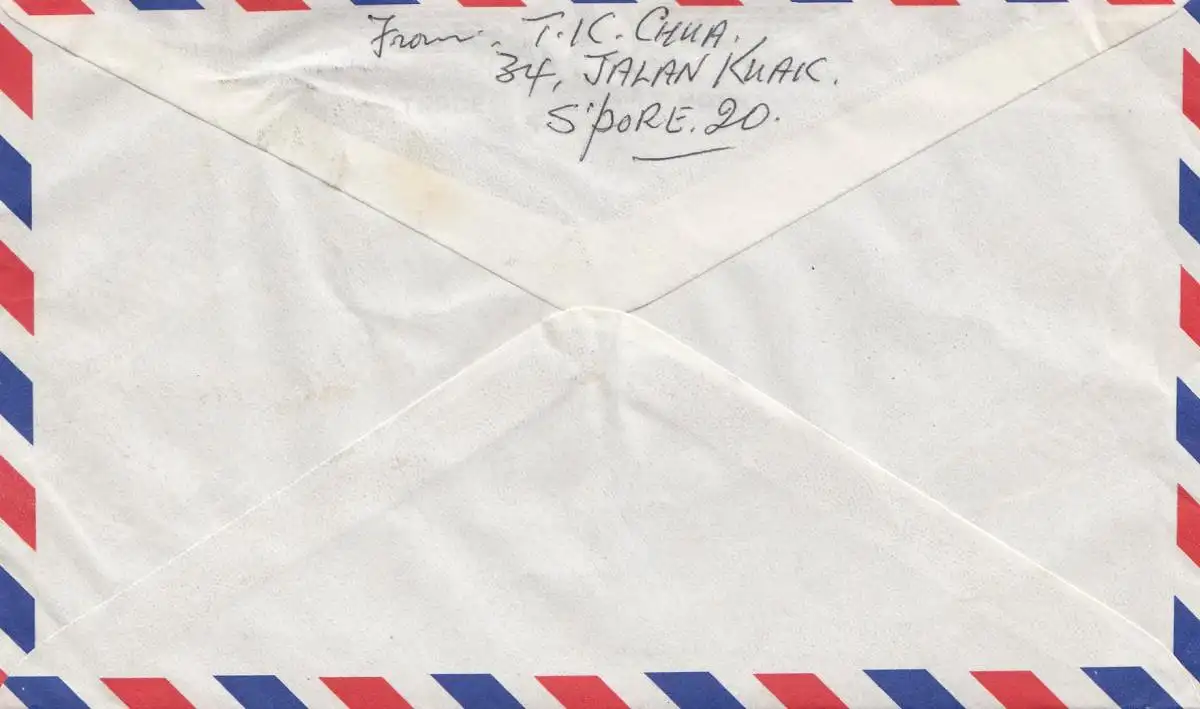 From. T.K. CHUA.,
34, JALAN KUAK.
S'pORE. 20.